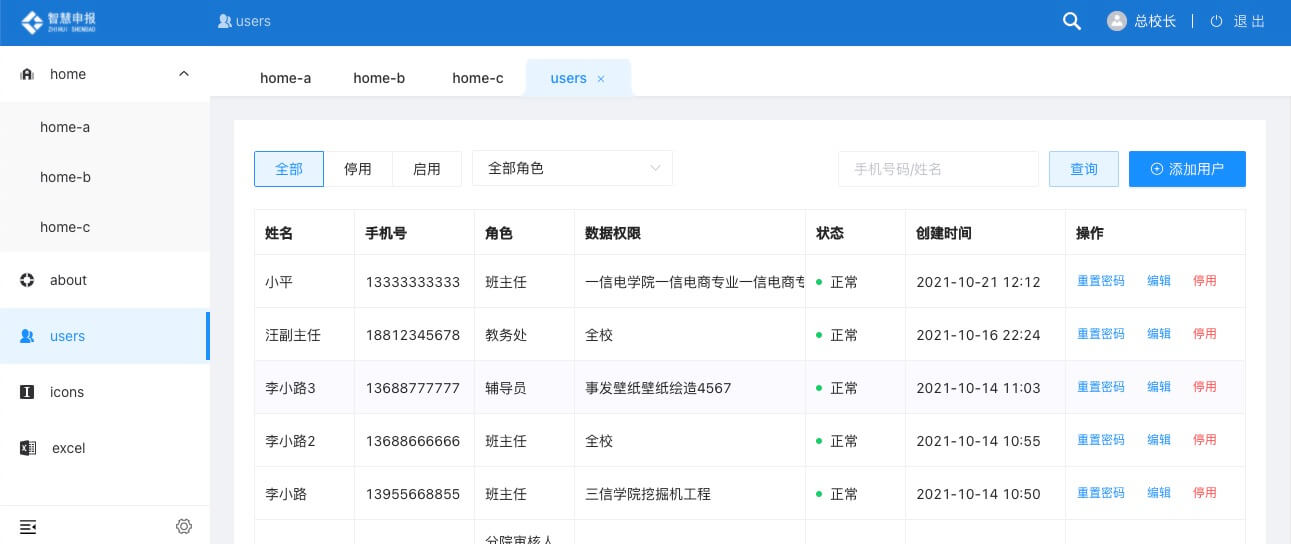 智慧申报
ZHIHUI SHENBAO
users
总校长
退 出
home
home-a
home-b
home-c
about
users
icons
excel
home-a home-b home-c users ×
全部 停用 启用 全部角色 手机号码/姓名 查询 添加用户
姓名 手机号 角色 数据权限 状态 创建时间 操作
小平 13333333333 班主任 一信电学院一信电商专业一信电商专 正常 2021-10-21 12:12 重置密码 编辑 停用
汪副主任 18812345678 教务处 全校 正常 2021-10-16 22:24 重置密码 编辑 停用
李小路3 13688777777 辅导员 事发壁纸壁纸绘造4567 正常 2021-10-14 11:03 重置密码 编辑 停用
李小路2 13688666666 班主任 全校 正常 2021-10-14 10:55 重置密码 编辑 停用
李小路 13955668855 班主任 三信学院挖掘机工程 正常 2021-10-14 10:50 重置密码 编辑 停用
分院审核人